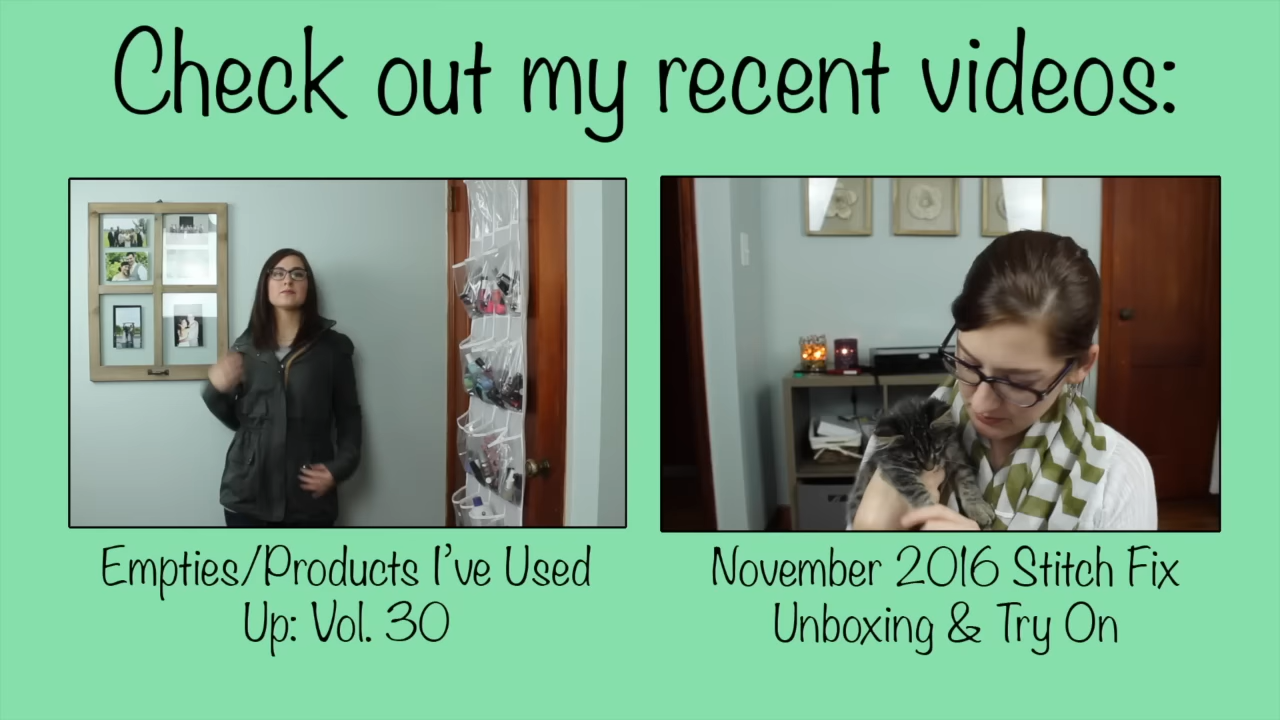 Check out my recent videos:
Empties/Products I've Used
Up: Vol. 30
November 2016 Stitch Fix
Unboxing & Try On